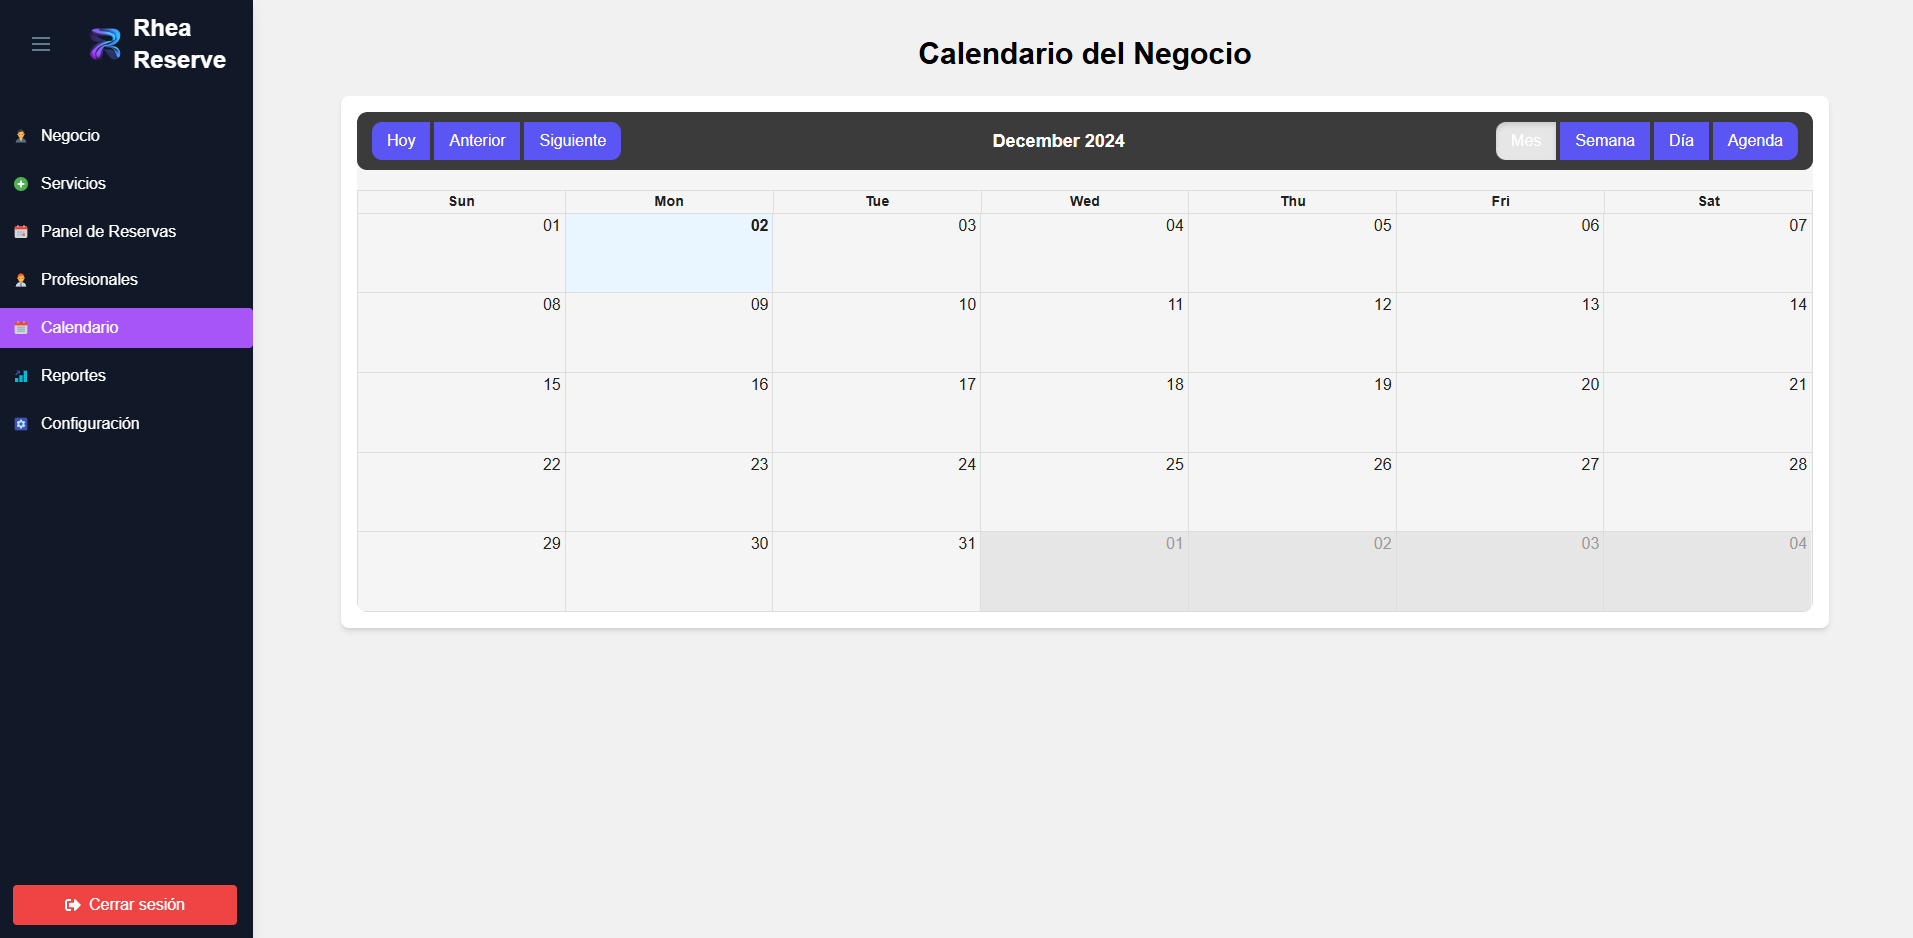 Rhea
Reserve
Negocio
Servicios
Panel de Reservas
Profesionales
Calendario
Reportes
Configuración
Cerrar sesión
Calendario del Negocio
Hoy Anterior Siguiente December 2024 Mes Semana Día Agenda
Sun Mon Tue Wed Thu Fri Sat
01 02 03 04 05 06 07
08 09 10 11 12 13 14
15 16 17 18 19 20 21
22 23 24 25 26 27 28
29 30 31 01 02 03 04